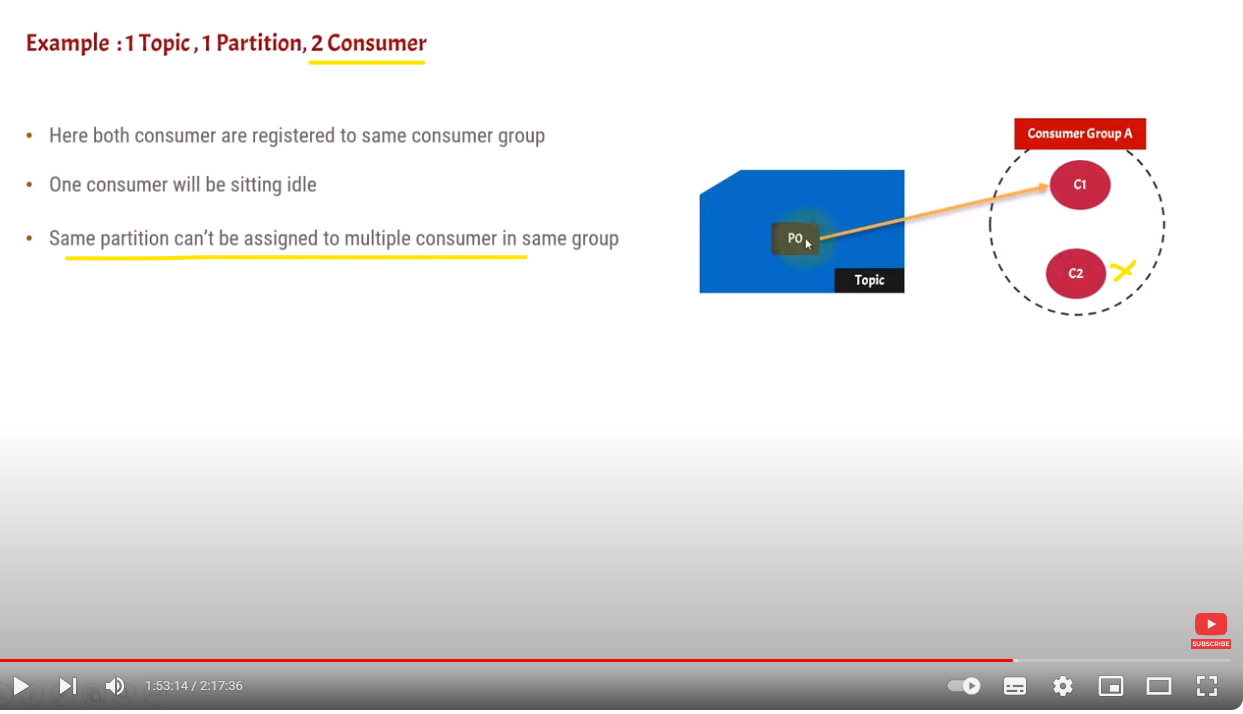 Example : 1 Topic , 1 Partition, 2 Consumer
• Here both consumer are registered to same consumer group
• One consumer will be sitting idle
• Same partition can't be assigned to multiple consumer in same group
Consumer Group A
C1
P0
C2
Topic
SUBSCRIBE
1:53:14 / 2:17:36